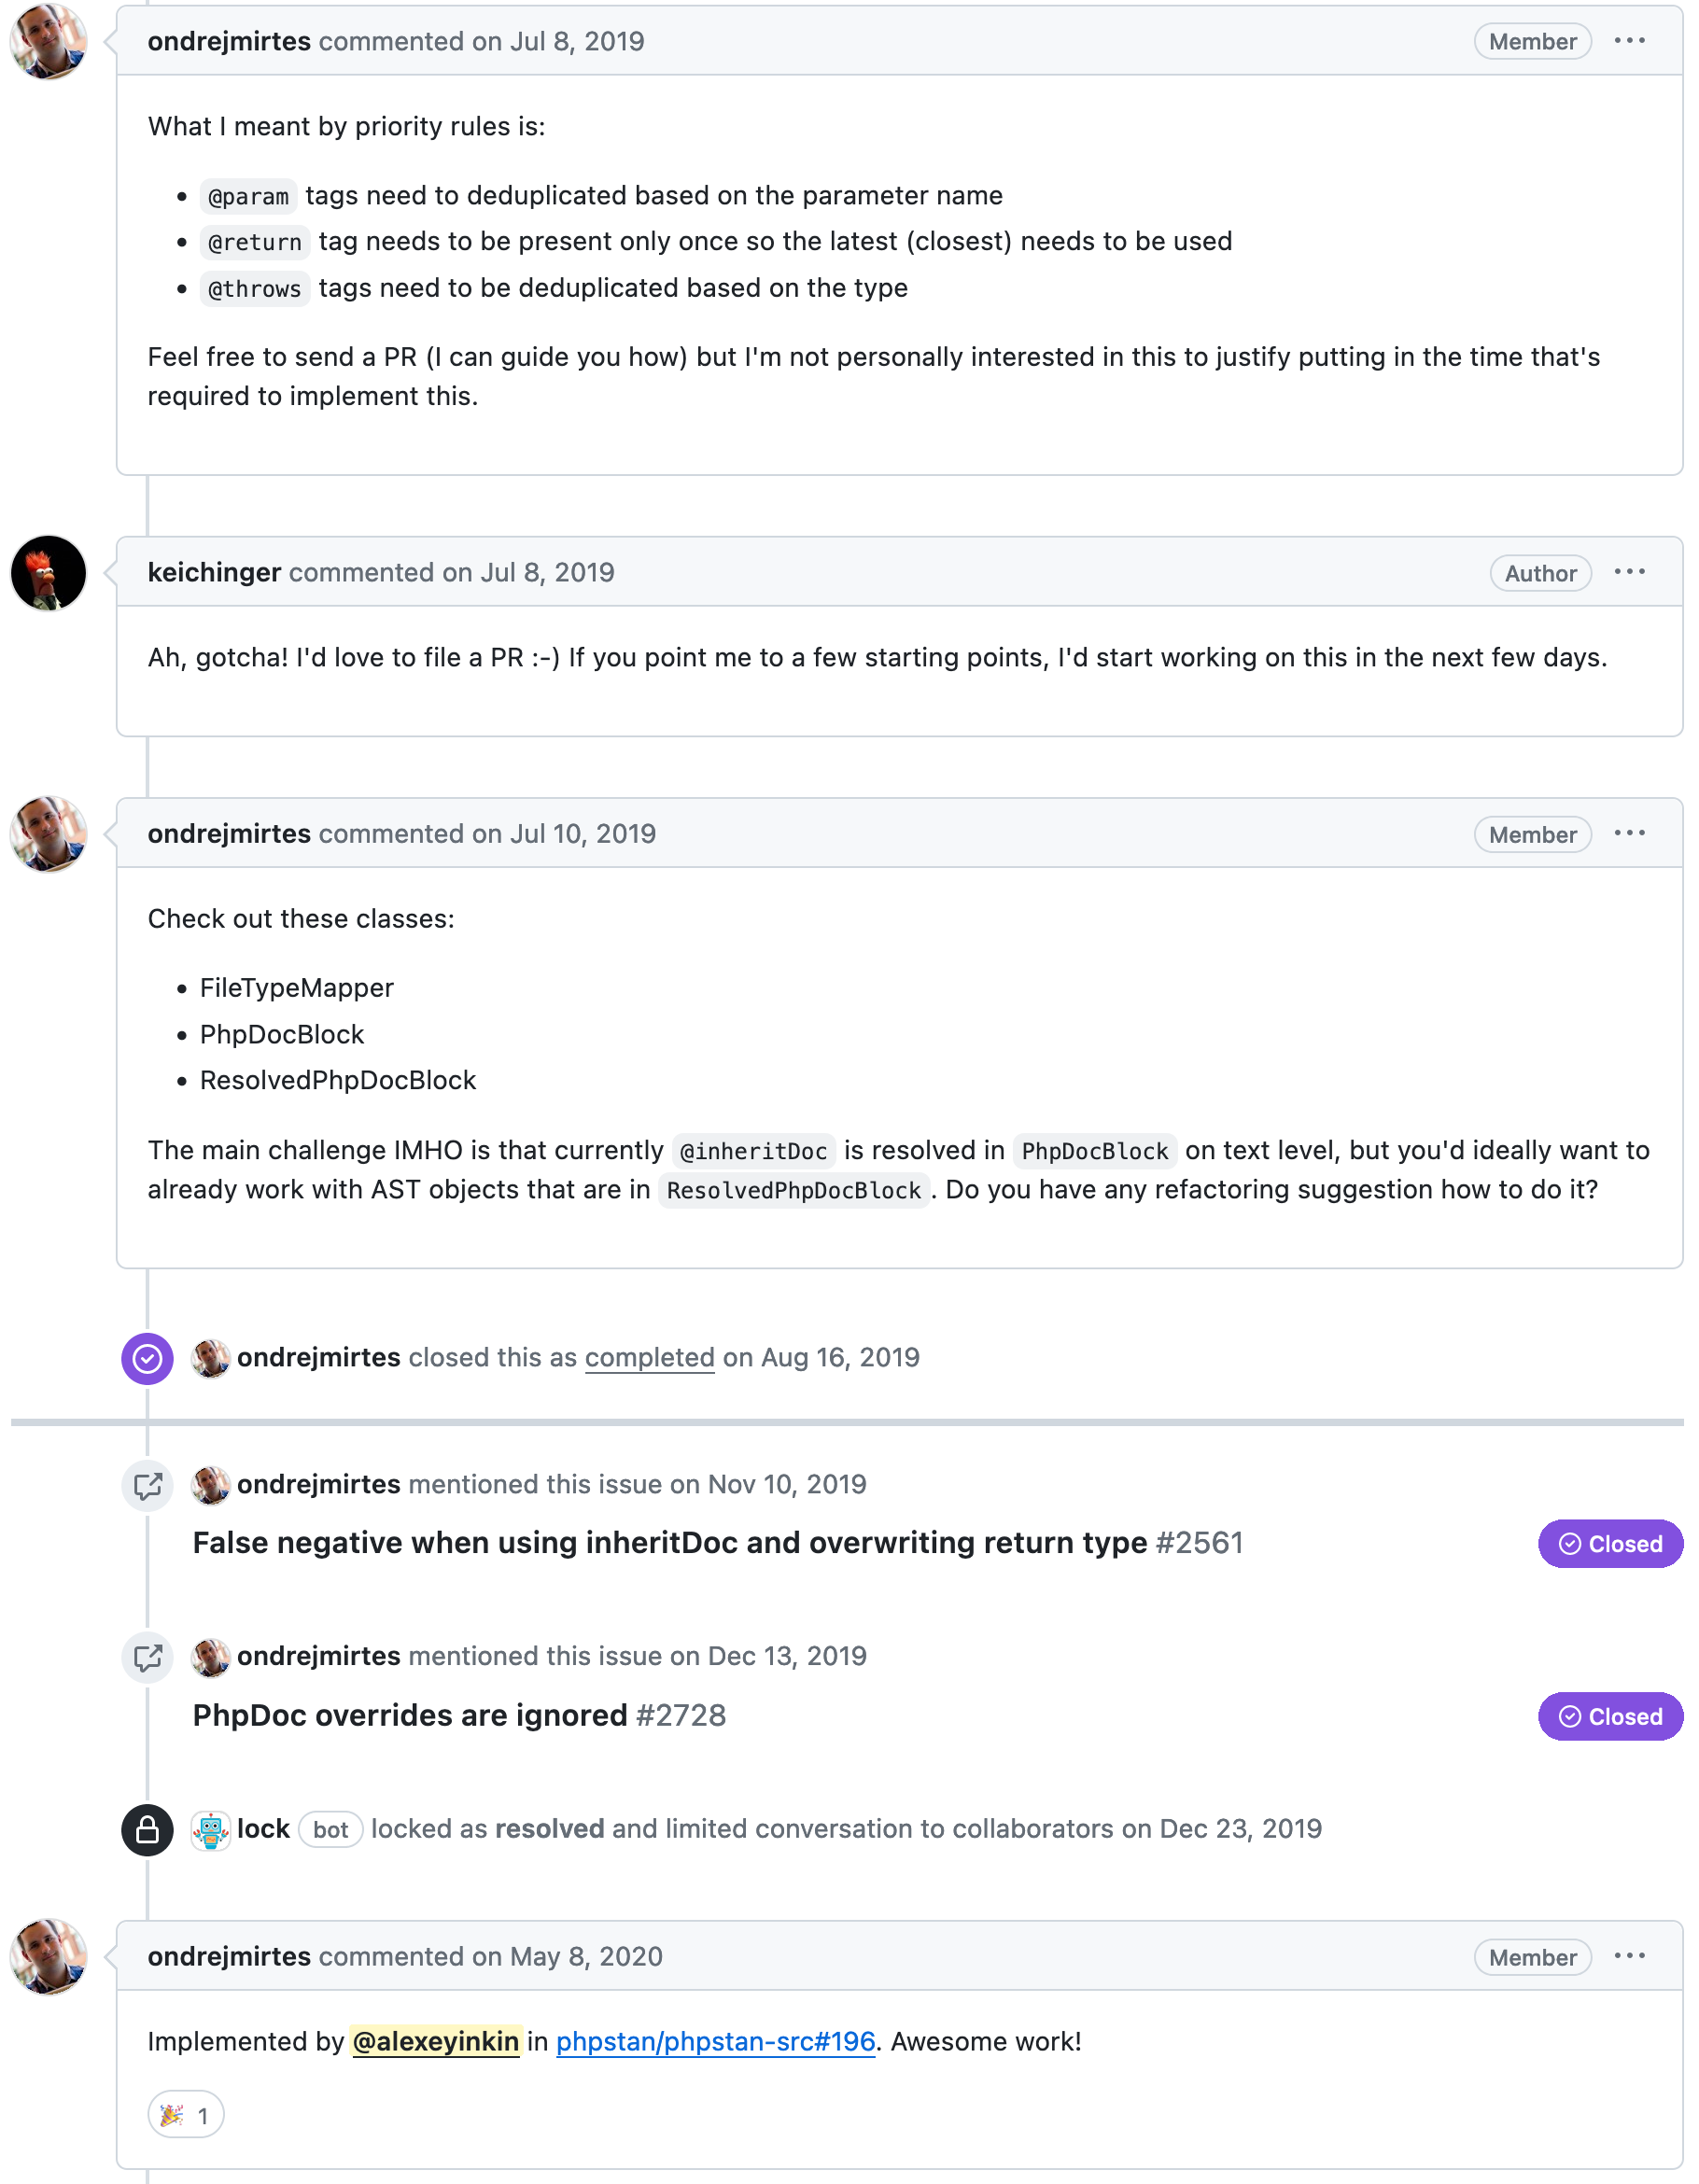 ondrejmirtes commented on Jul 8, 2019 Member
What I meant by priority rules is:
• @param tags need to deduplicated based on the parameter name
• @return tag needs to be present only once so the latest (closest) needs to be used
• @throws tags need to be deduplicated based on the type
Feel free to send a PR (I can guide you how) but I'm not personally interested in this to justify putting in the time that's
required to implement this.
keichinger commented on Jul 8, 2019 Author
Ah, gotcha! I'd love to file a PR :-) If you point me to a few starting points, I'd start working on this in the next few days.
ondrejmirtes commented on Jul 10, 2019 Member
Check out these classes:
• FileTypeMapper
• PhpDocBlock
• ResolvedPhpDocBlock
The main challenge IMHO is that currently @inheritDoc is resolved in PhpDocBlock on text level, but you'd ideally want to
already work with AST objects that are in ResolvedPhpDocBlock. Do you have any refactoring suggestion how to do it?
ondrejmirtes closed this as completed on Aug 16, 2019
ondrejmirtes mentioned this issue on Nov 10, 2019
False negative when using inheritDoc and overwriting return type #2561 Closed
ondrejmirtes mentioned this issue on Dec 13, 2019
PhpDoc overrides are ignored #2728 Closed
lock bot locked as resolved and limited conversation to collaborators on Dec 23, 2019
ondrejmirtes commented on May 8, 2020 Member
Implemented by @alexeyinkin in phpstan/phpstan-src#196. Awesome work!
🎉 1